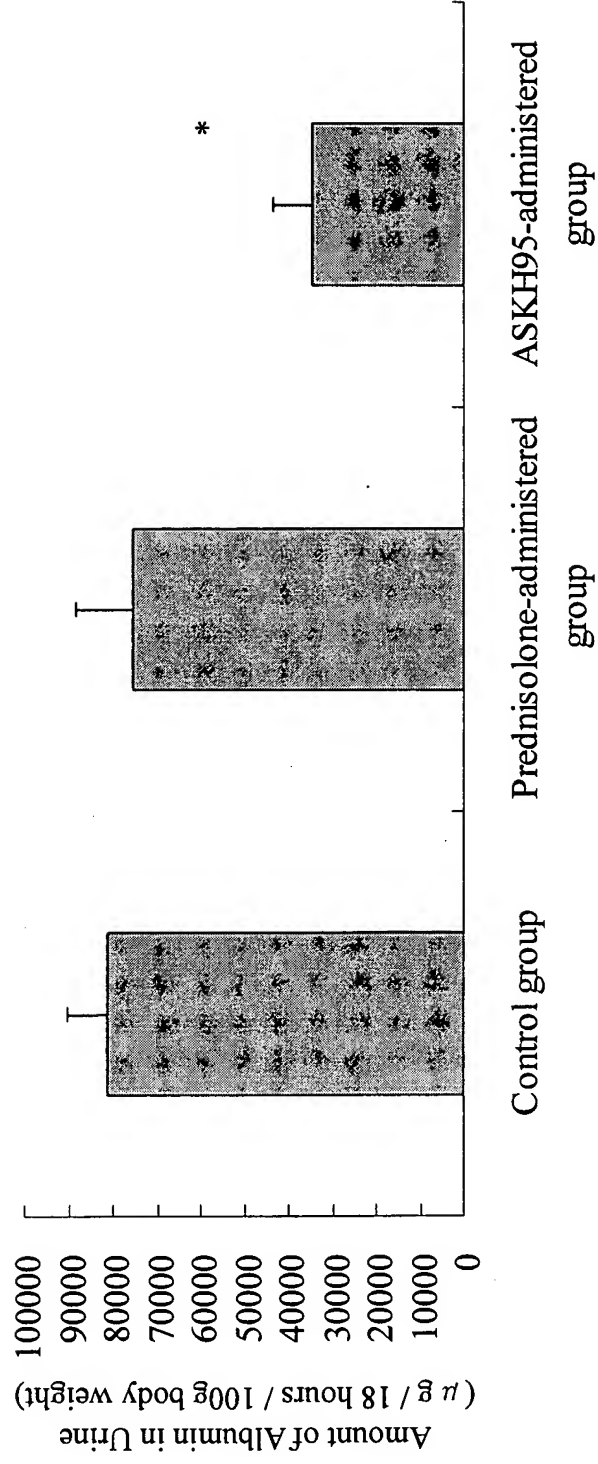 Amount of Albumin in Urine
( μ g / 18 hours / 100g body weight)
100000
90000
80000
70000
60000
50000
40000
30000
20000
10000
0
*
Control group
Prednisolone-administered
group
ASKH95-administered
group